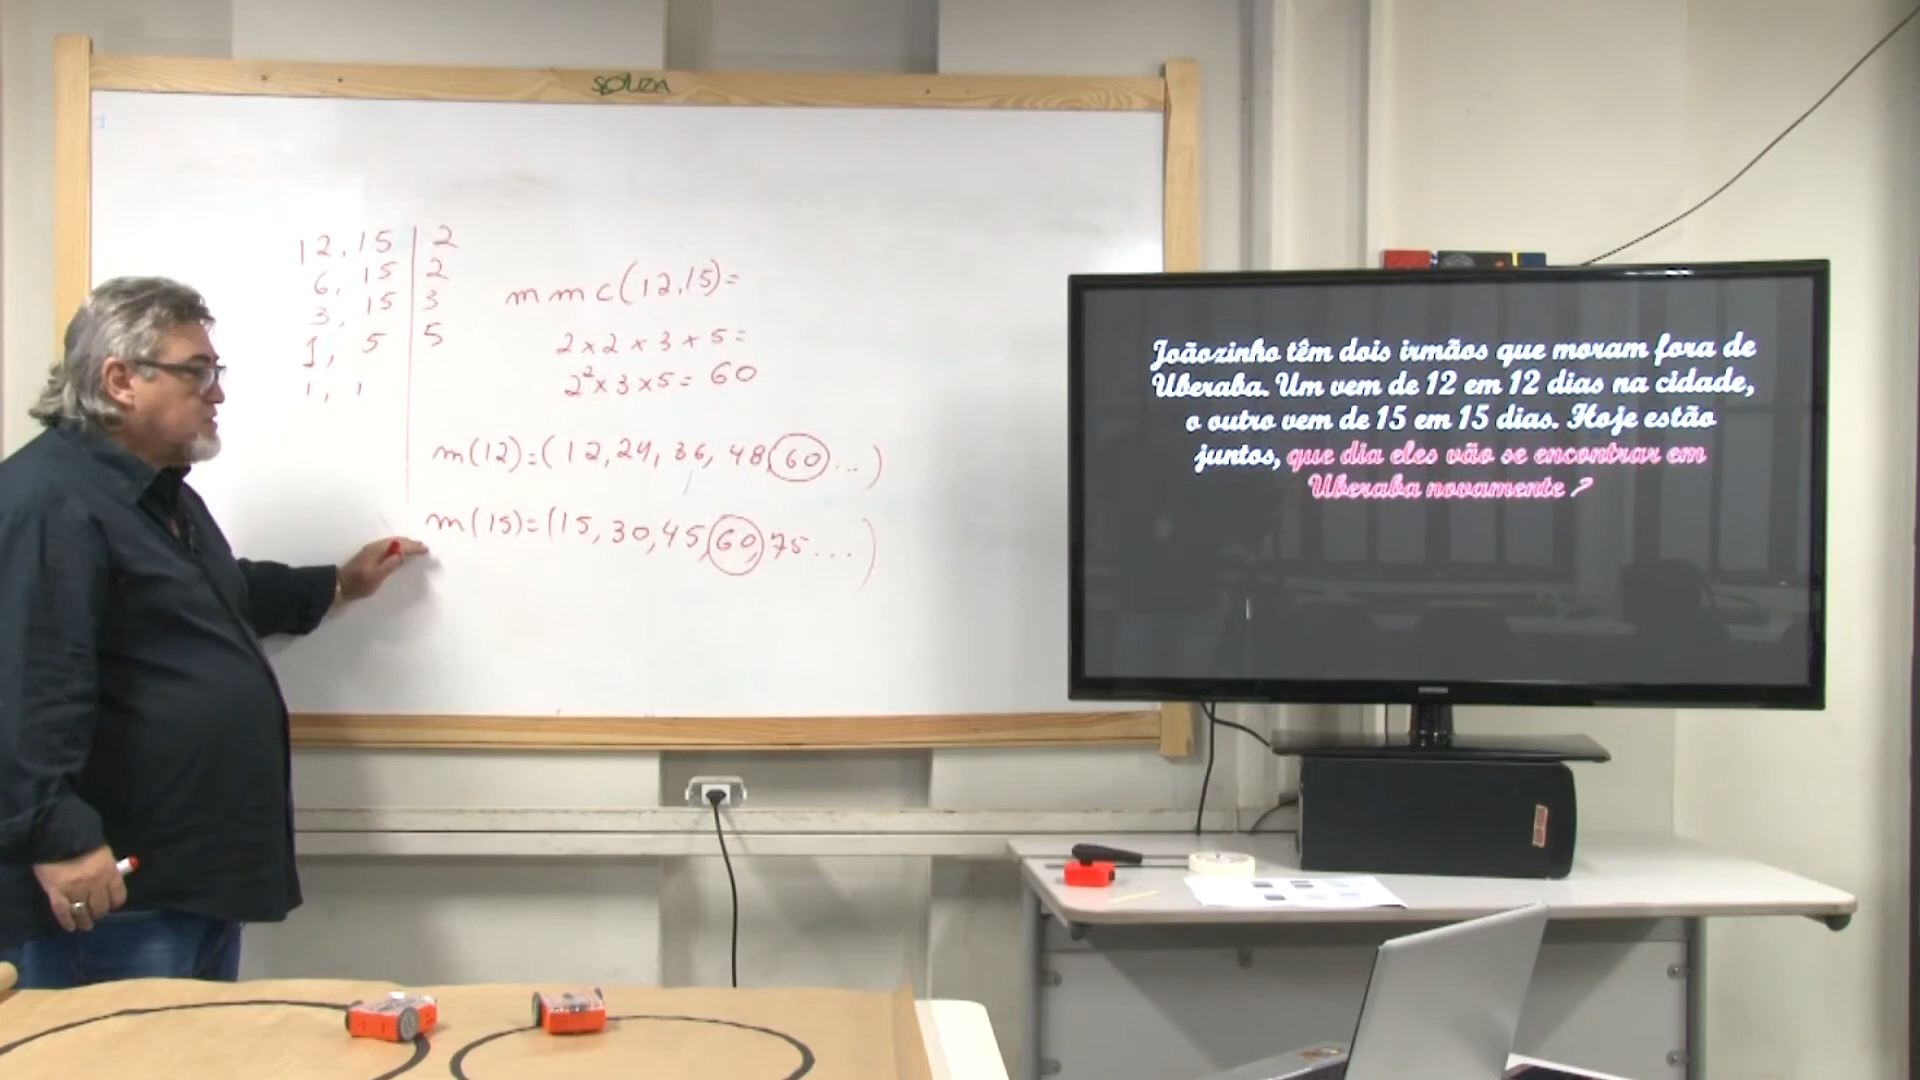 SOUZA
12, 15 | 2
6, 15 | 2
3, 15 | 3
1, 5 | 5
1, 1
mmc(12,15)=
2x2x3x5=
2²x3x5=60
m(12)=(12,24,36,48,60...)
m(15)=(15,30,45,60,75...)
Joãozinho têm dois irmãos que moram fora de
Uberaba. Um vem de 12 em 12 dias na cidade,
o outro vem de 15 em 15 dias. Hoje estão
juntos, que dia eles vão se encontrar em
Uberaba novamente ?
SAMSUNG